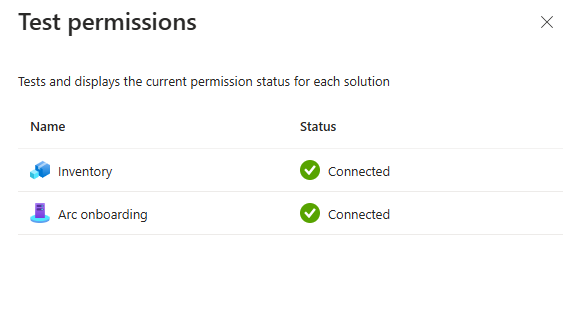 Test permissions
Tests and displays the current permission status for each solution
Name Status
Inventory Connected
Arc onboarding Connected